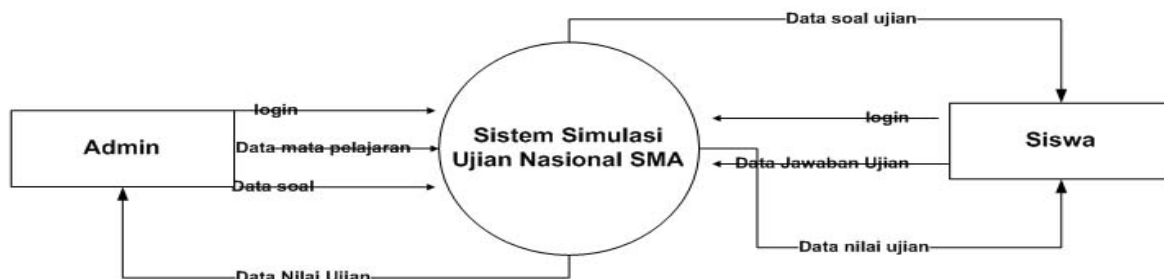 Data soal ujian
login
Admin
Data mata pelajaran
Data soal
Sistem Simulasi
Ujian Nasional SMA
login
Siswa
Data Jawaban Ujian
Data nilai ujian
Data Nilai Ujian